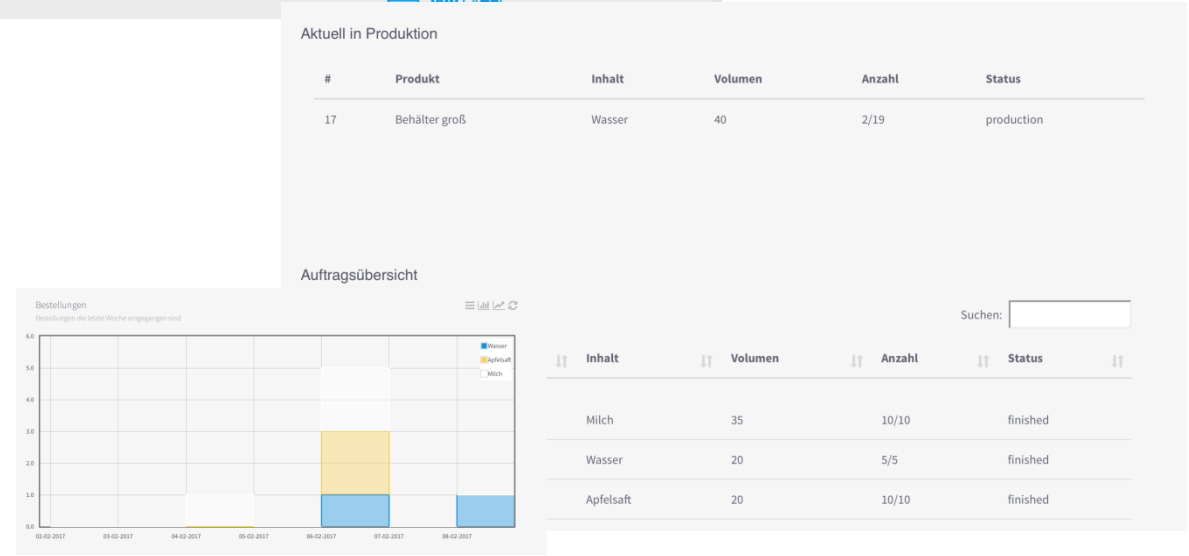 Aktuell in Produktion
# Produkt Inhalt Volumen Anzahl Status
17 Behälter groß Wasser 40 2/19 production
Auftragsübersicht
Suchen:
Inhalt Volumen Anzahl Status
Milch 35 10/10 finished
Wasser 20 5/5 finished
Apfelsaft 20 10/10 finished
Bestellungen
Bestellungen die letzte Woche eingegangen sind
Wasser
Apfelsaft
Milch
6.0
5.0
4.0
3.0
2.0
1.0
0.0
02-02-2017 03-02-2017 04-02-2017 05-02-2017 06-02-2017 07-02-2017 08-02-2017